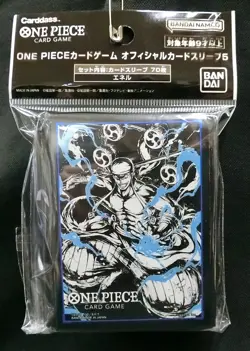 Carddass
BANDAI NAMCO
ONE PIECE
CARD GAME
対象年齢9才以上
ONE PIECEカードゲーム オフィシャルカードスリーブ5
セット内容:カードスリーブ 70枚
エネル
BAN
DAI
ONE PIECE
CARD GAME